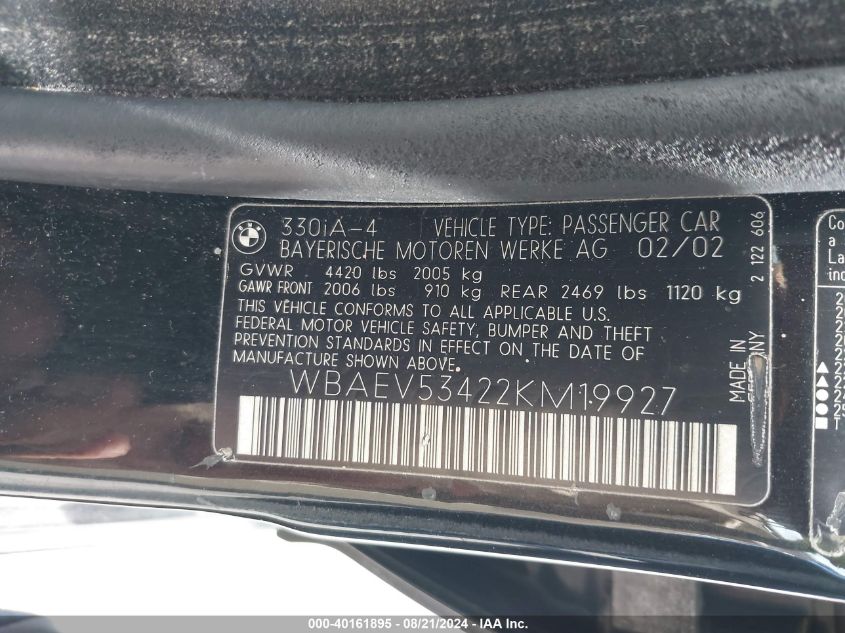 330iA-4 VEHICLE TYPE: PASSENGER CAR
BAYERISCHE MOTOREN WERKE AG 02/02
GVWR 4420 lbs 2005 kg
GAWR FRONT 2006 lbs 910 kg REAR 2469 lbs 1120 kg
THIS VEHICLE CONFORMS TO ALL APPLICABLE U.S.
FEDERAL MOTOR VEHICLE SAFETY, BUMPER AND THEFT
PREVENTION STANDARDS IN EFFECT ON THE DATE OF
MANUFACTURE SHOWN ABOVE.
WBAEV53422KM19927
2 122 606
MADE IN
Co
a
La
ind
000-40161895 - 08/21/2024 - IAA Inc.